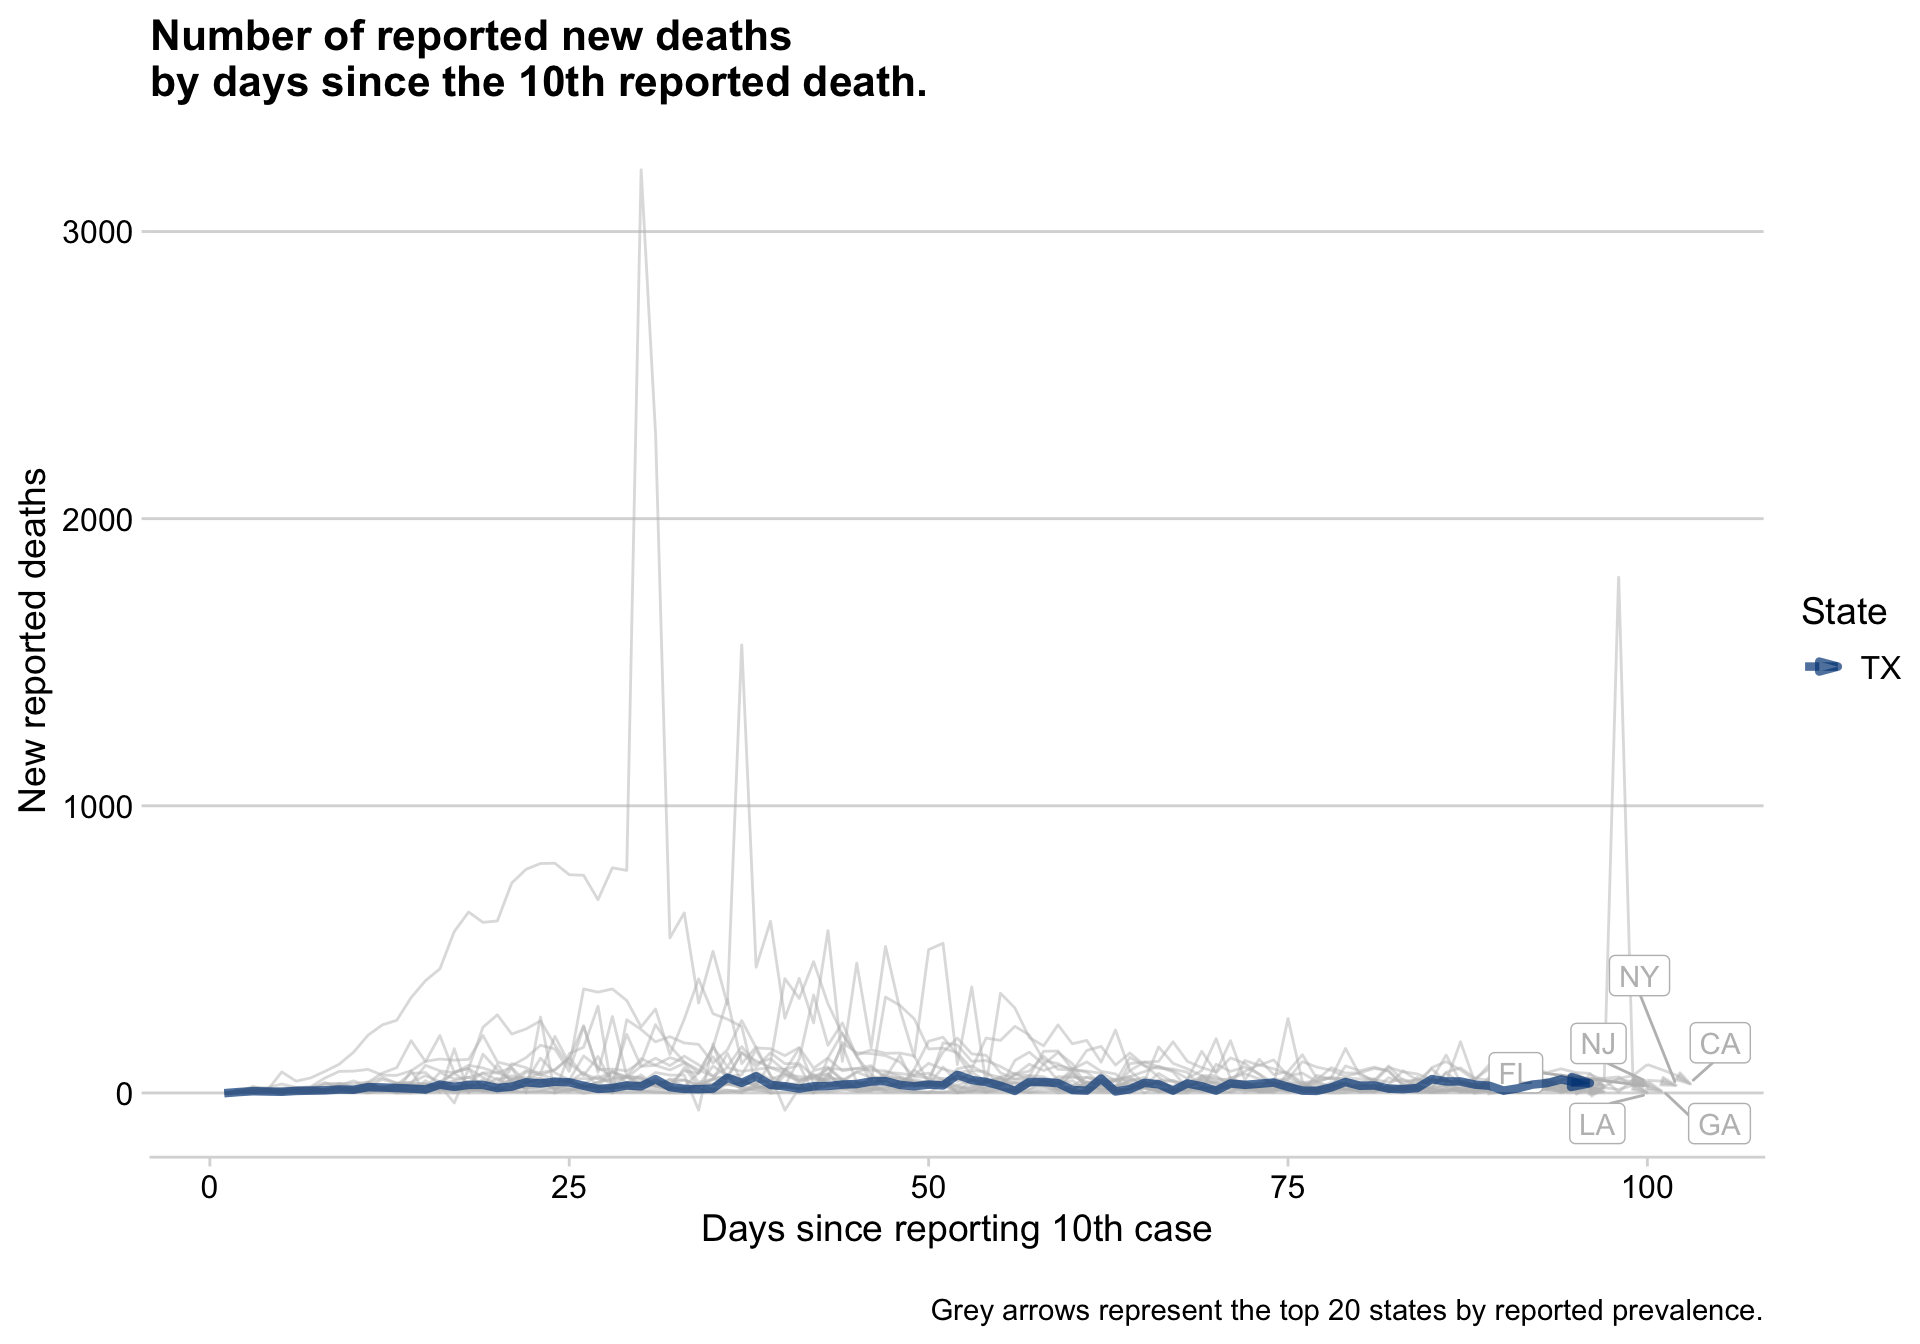 Number of reported new deaths
by days since the 10th reported death.
New reported deaths
3000
2000
1000
0
0
25
50
75
100
Days since reporting 10th case
NY
NJ
CA
FL
LA
GA
State
TX
Grey arrows represent the top 20 states by reported prevalence.